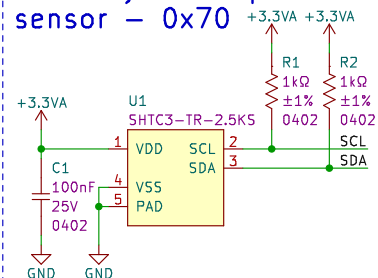 sensor – 0x70
+3.3VA
+3.3VA
R1
1kΩ
±1%
0402
R2
1kΩ
±1%
0402
+3.3VA
U1
SHTC3-TR-2.5KS
1
VDD
SCL
2
SCL
SDA
3
SDA
4
VSS
5
PAD
C1
100nF
25V
0402
GND
GND